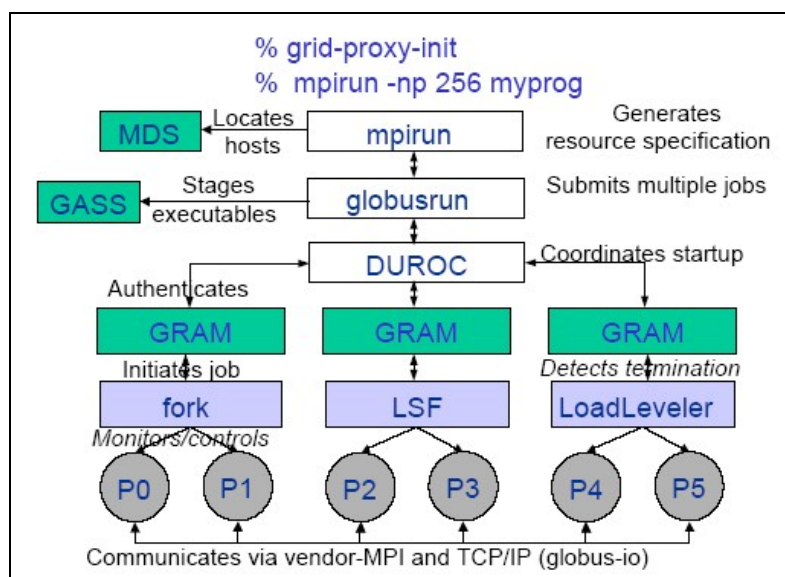 % grid-proxy-init
% mpirun -np 256 myprog
MDS
Locates
hosts
mpirun
Generates
resource specification
GASS
Stages
executables
globusrun
Submits multiple jobs
DUROC
Coordinates startup
Authenticates
GRAM
GRAM
GRAM
Initiates job
Detects termination
fork
LSF
LoadLeveler
Monitors/controls
P0
P1
P2
P3
P4
P5
Communicates via vendor-MPI and TCP/IP (globus-io)